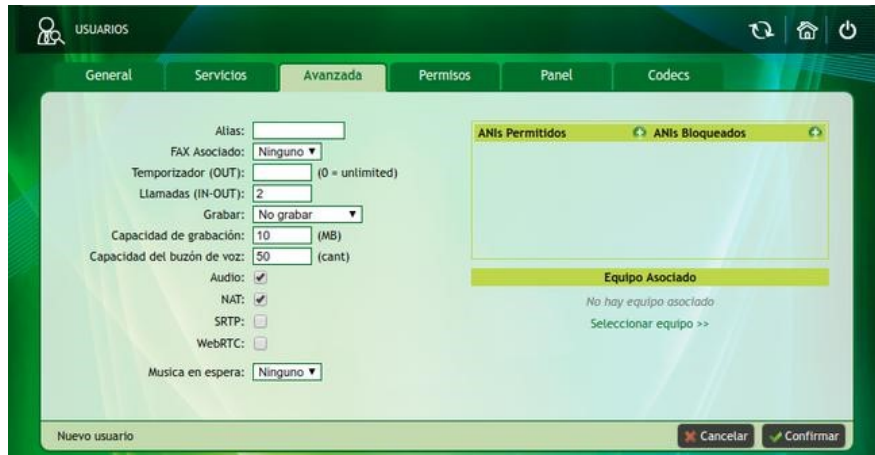 USUARIOS
General Servicios Avanzada Permisos Panel Codecs
Alias:
FAX Asociado: Ninguno
Temporizador (OUT): (0 = unlimited)
Llamadas (IN-OUT): 2
Grabar: No grabar
Capacidad de grabación: 10 (MB)
Capacidad del buzón de voz: 50 (cant)
Audio:
NAT:
SRTP:
WebRTC:
Musica en espera: Ninguno
ANIs Permitidos ANIs Bloqueados
Equipo Asociado
No hay equipo asociado
Seleccionar equipo >>
Nuevo usuario
Cancelar Confirmar